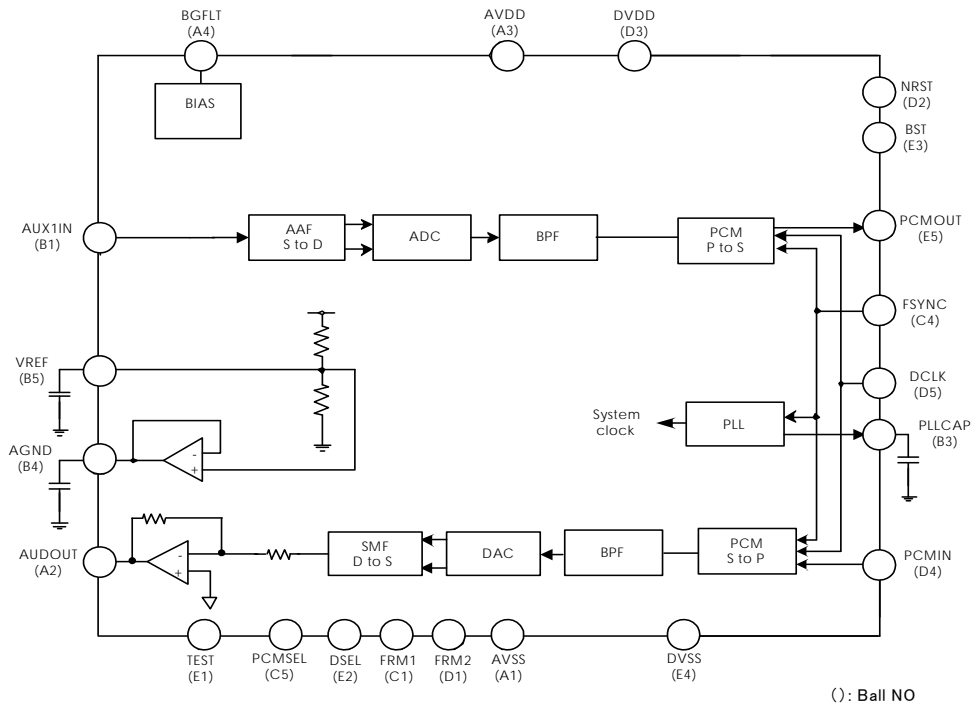 BGFLT
(A4)
AVDD
(A3)
DVDD
(D3)
BIAS
NRST
(D2)
BST
(E3)
AUX1IN
(B1)
AAF
S to D
ADC
BPF
PCM
P to S
PCMOUT
(E5)
FSYNC
(C4)
VREF
(B5)
DCLK
(D5)
System
clock
PLL
PLLCAP
(B3)
AGND
(B4)
-
+
AUDOUT
(A2)
-
+
SMF
D to S
DAC
BPF
PCM
S to P
PCMIN
(D4)
TEST
(E1)
PCMSEL
(C5)
DSEL
(E2)
FRM1
(C1)
FRM2
(D1)
AVSS
(A1)
DVSS
(E4)
(): Ball NO